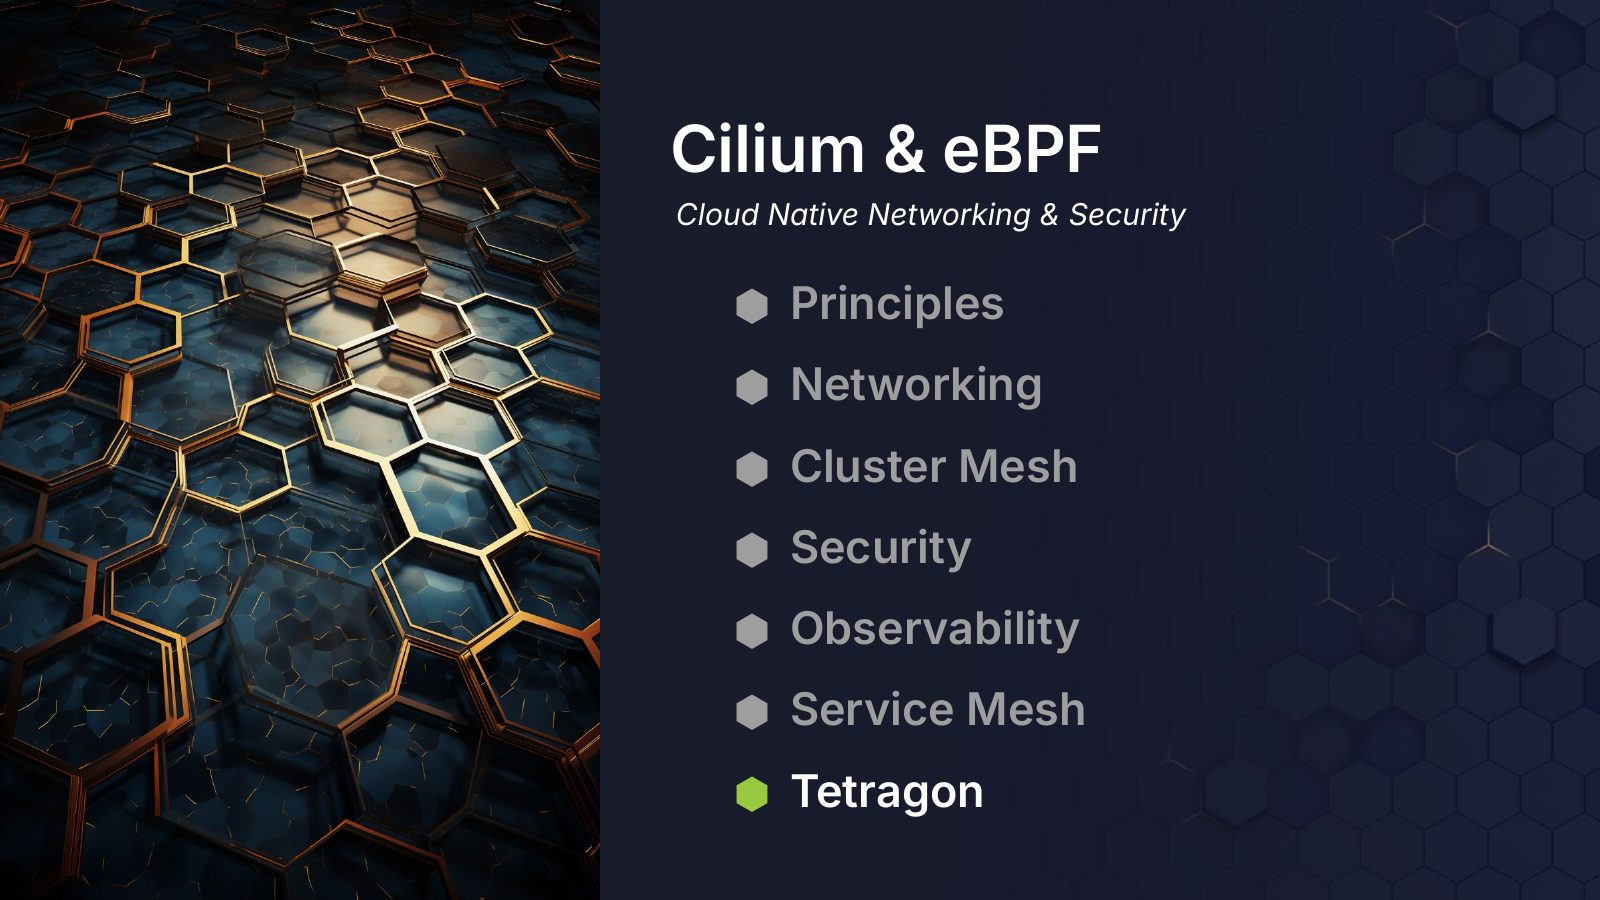 Cilium & eBPF
Cloud Native Networking & Security
Principles
Networking
Cluster Mesh
Security
Observability
Service Mesh
Tetragon